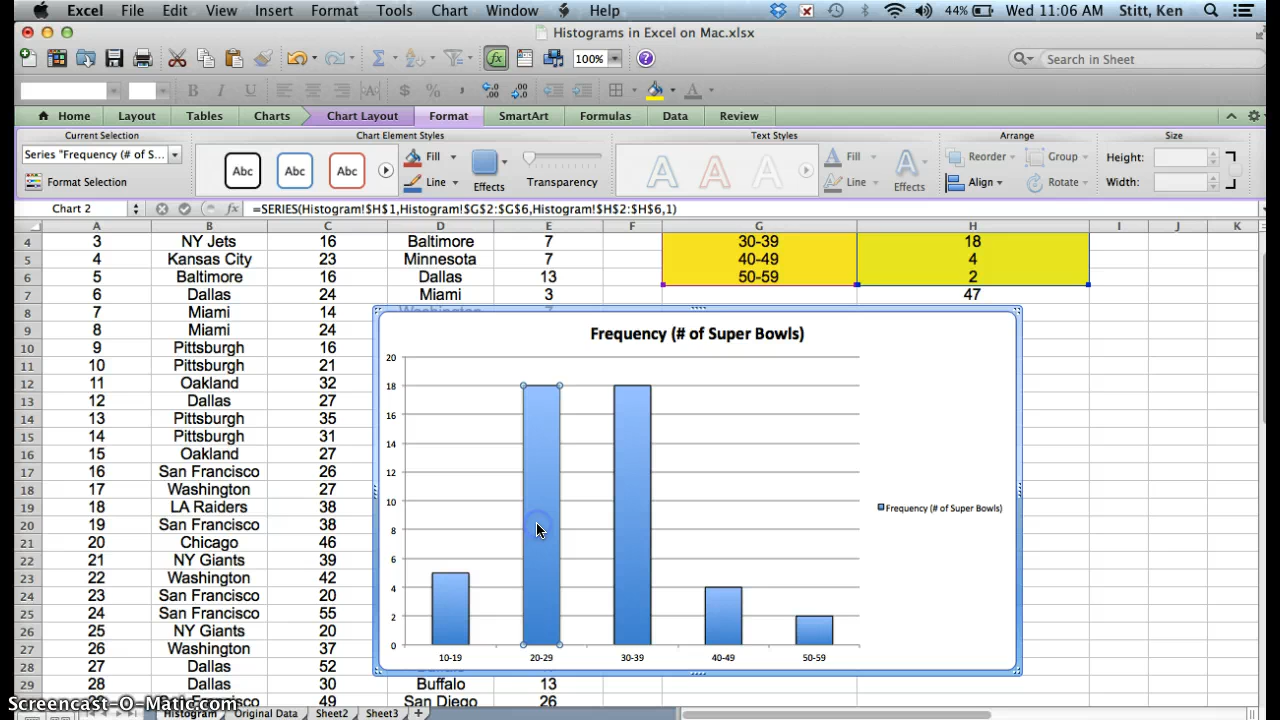 Excel File Edit View Insert Format Tools Chart Window Help 44% Wed 11:06 AM Stitt, Ken
Histograms in Excel on Mac.xlsx
100% Search in Sheet
B I U
Home Layout Tables Charts Chart Layout Format SmartArt Formulas Data Review
Current Selection Chart Element Styles Text Styles Arrange Size
Series "Frequency (# of S... Abc Abc Abc Fill Effects Transparency A A A Fill Effects Reorder Group Height:
Format Selection Line Line Align Rotate Width:
Chart 2 fx =SERIES(Histogram!$H$1,Histogram!$G$2:$G$6,Histogram!$H$2:$H$6,1)
A B C D E F G H I J K
4 3 NY Jets 16 Baltimore 7 30-39 18
5 4 Kansas City 23 Minnesota 7 40-49 4
6 5 Baltimore 16 Dallas 13 50-59 2
7 6 Dallas 24 Miami 3 47
8 7 Miami 14 Washington 7
9 8 Miami 24
10 9 Pittsburgh 16
11 10 Pittsburgh 21
12 11 Oakland 32
13 12 Dallas 27
14 13 Pittsburgh 35
15 14 Pittsburgh 31
16 15 Oakland 27
17 16 San Francisco 26
18 17 Washington 27
19 18 LA Raiders 38
20 19 San Francisco 38
21 20 Chicago 46
22 21 NY Giants 39
23 22 Washington 42
24 23 San Francisco 20
25 24 San Francisco 55
26 25 NY Giants 20
27 26 Washington 37
28 27 Dallas 52
29 28 Dallas 30 Buffalo 13
49 San Diego 26
Frequency (# of Super Bowls)
20
18
16
14
12
10
8
6
4
2
0
10-19 20-29 30-39 40-49 50-59
Frequency (# of Super Bowls)
Screencast-O-Matic.com
Histogram Original Data Sheet2 Sheet3 +